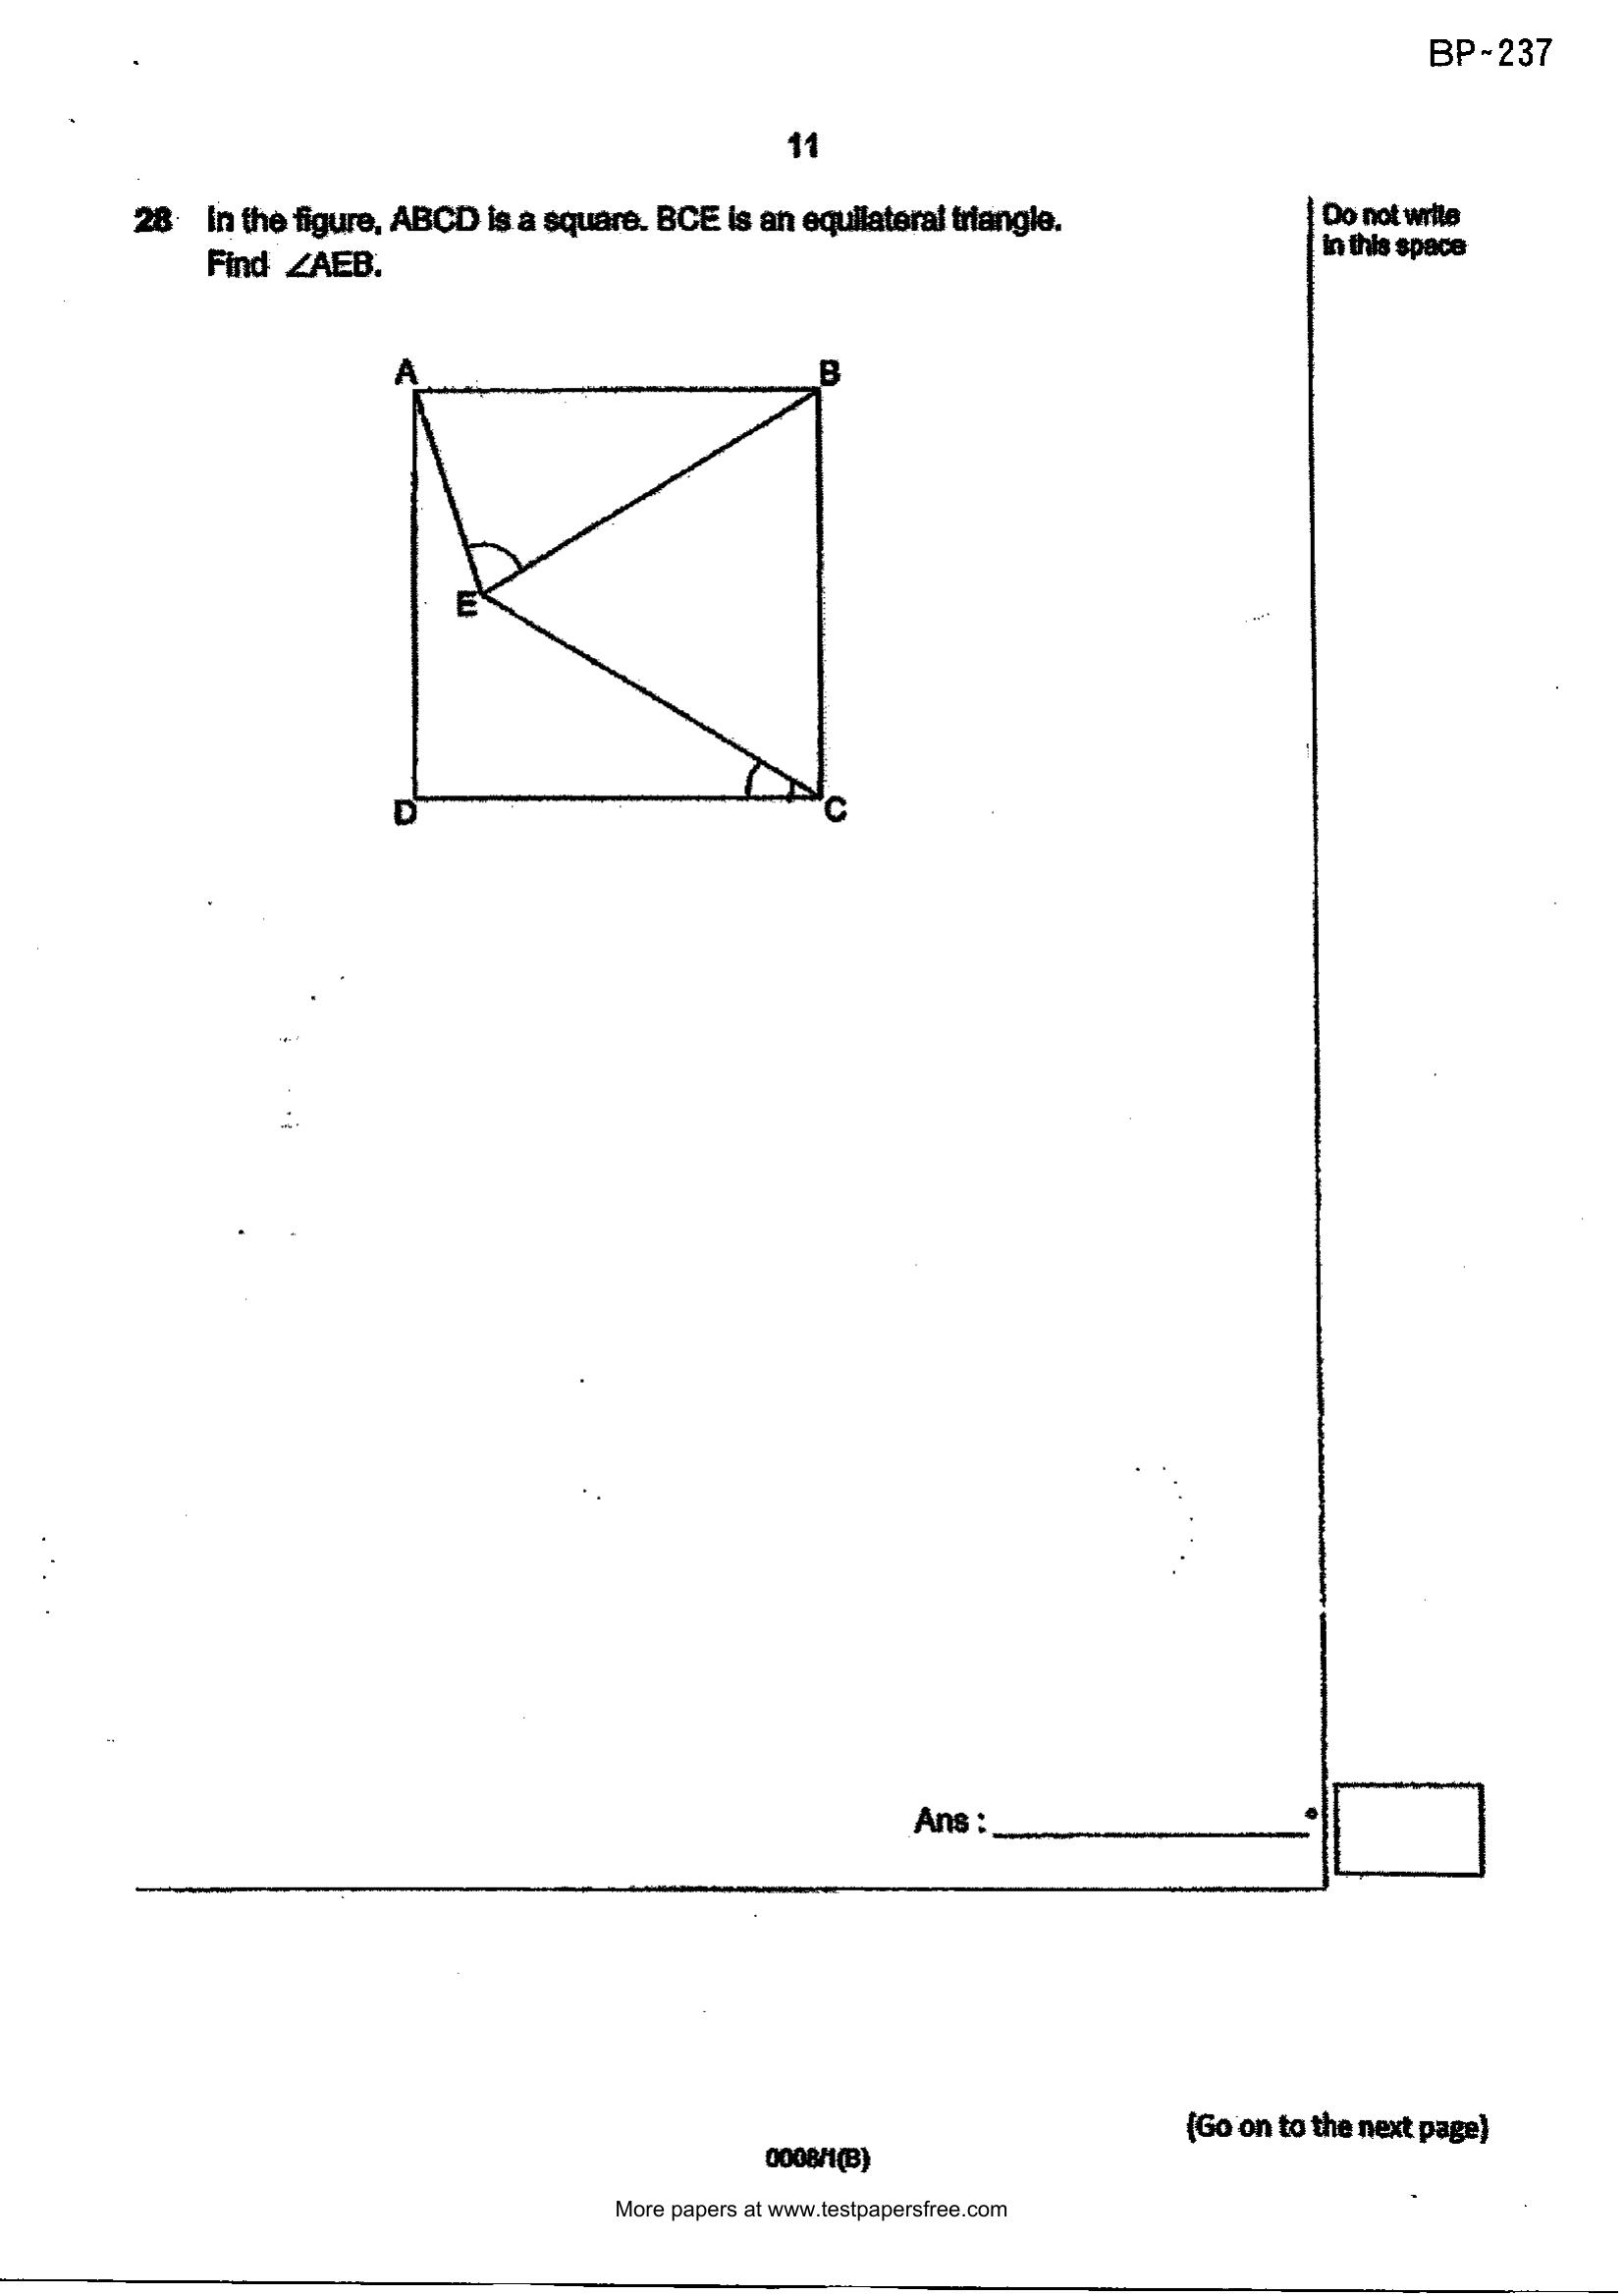 BP-237
11
28 In the figure, ABCD is a square. BCE is an equilateral triangle.
Find ∠AEB.
Do not write
in this space
A
B
E
D
C
Ans : ____________________ °
(Go on to the next page)
0008/1(B)
More papers at www.testpapersfree.com